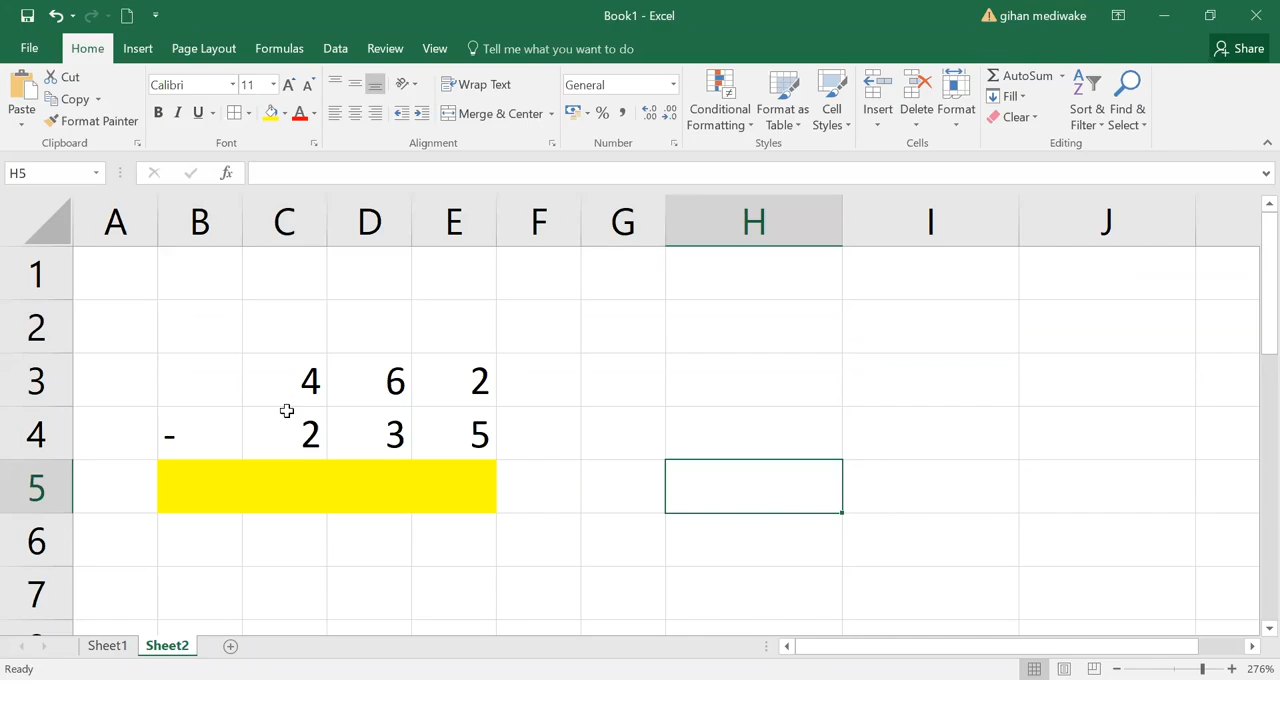 Book1 - Excel
gihan mediwake
File Home Insert Page Layout Formulas Data Review View Tell me what you want to do Share
Paste
Cut
Copy
Format Painter
Clipboard
Calibri 11
B I U
Font
Wrap Text
Merge & Center
Alignment
General
%
Number
Conditional Formatting
Format as Table
Cell Styles
Styles
Insert Delete Format
Cells
AutoSum
Fill
Clear
Sort & Filter
Find & Select
Editing
H5
fx
A B C D E F G H I J
1
2
3 4 6 2
4 - 2 3 5
5
6
7
Sheet1 Sheet2
Ready
276%